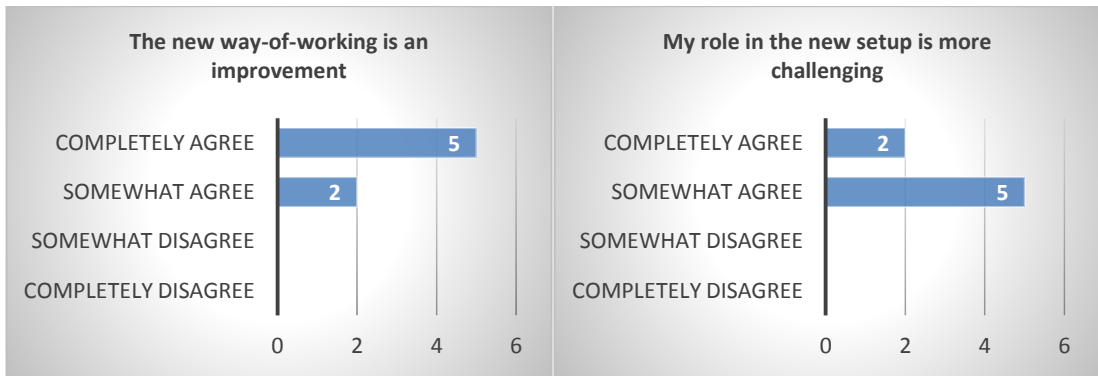 The new way-of-working is an
improvement
COMPLETELY AGREE
5
SOMEWHAT AGREE
2
SOMEWHAT DISAGREE
COMPLETELY DISAGREE
0 2 4 6
My role in the new setup is more
challenging
COMPLETELY AGREE
2
SOMEWHAT AGREE
5
SOMEWHAT DISAGREE
COMPLETELY DISAGREE
0 2 4 6